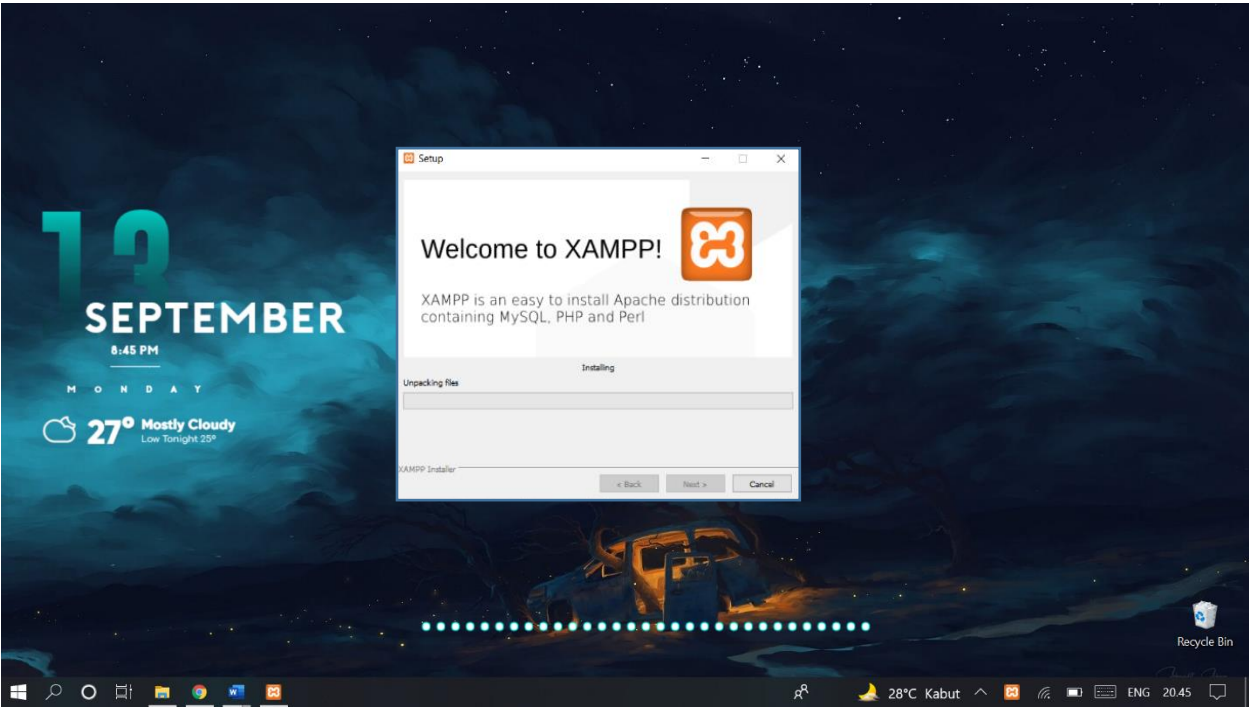 Setup
Welcome to XAMPP!
XAMPP is an easy to install Apache distribution
containing MySQL, PHP and Perl
Installing
Unpacking files
XAMPP Installer
< Back
Next >
Cancel
13
SEPTEMBER
8:45 PM
MONDAY
27° Mostly Cloudy
Low Tonight 25°
Recycle Bin
28°C Kabut
ENG
20.45